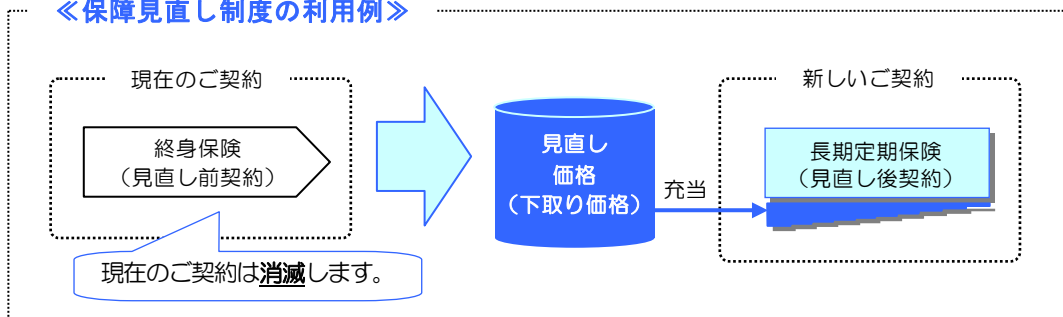 ≪保障見直し制度の利用例≫
現在のご契約
終身保険
(見直し前契約)
現在のご契約は消滅します。
見直し
価格
(下取り価格)
充当
新しいご契約
長期定期保険
(見直し後契約)